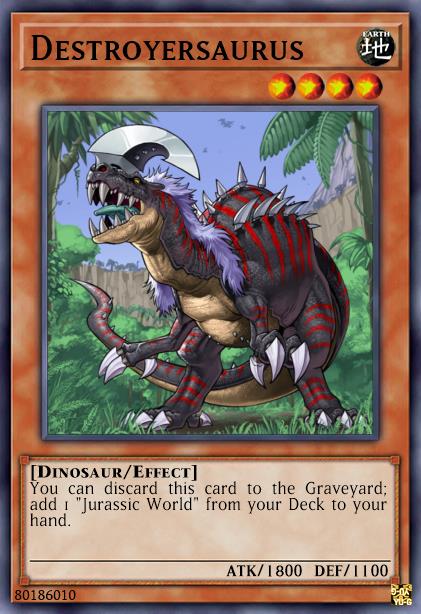 Destroyersaurus
EARTH
地
[Dinosaur/Effect]
You can discard this card to the Graveyard;
add 1 "Jurassic World" from your Deck to your
hand.
ATK/1800 DEF/1100
80186010